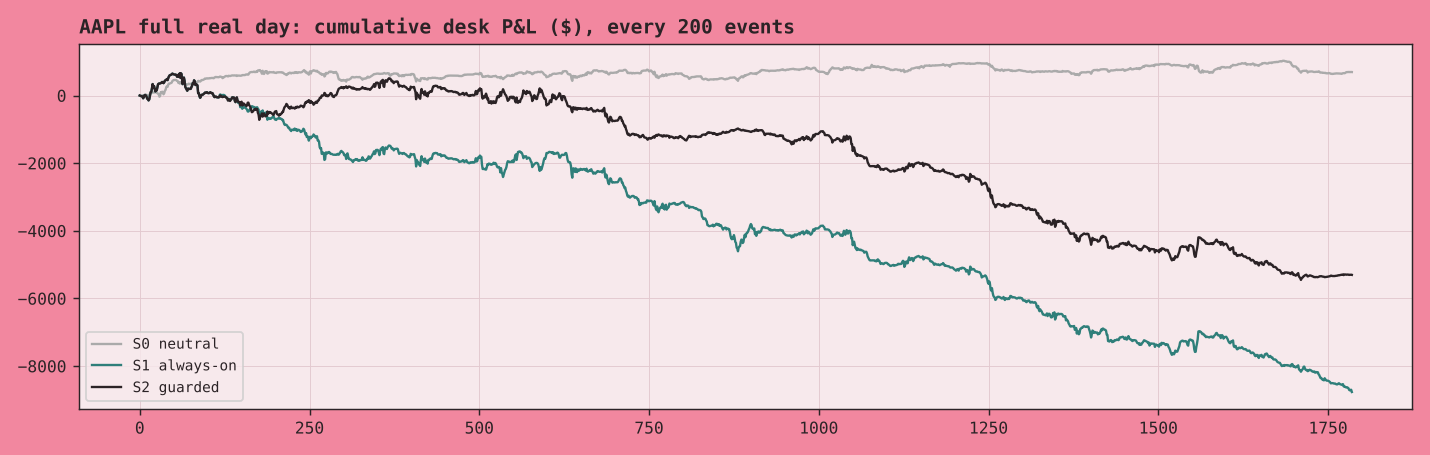 AAPL full real day: cumulative desk P&L ($), every 200 events
0
−2000
−4000
−6000
−8000
S0 neutral
S1 always-on
S2 guarded
0 250 500 750 1000 1250 1500 1750